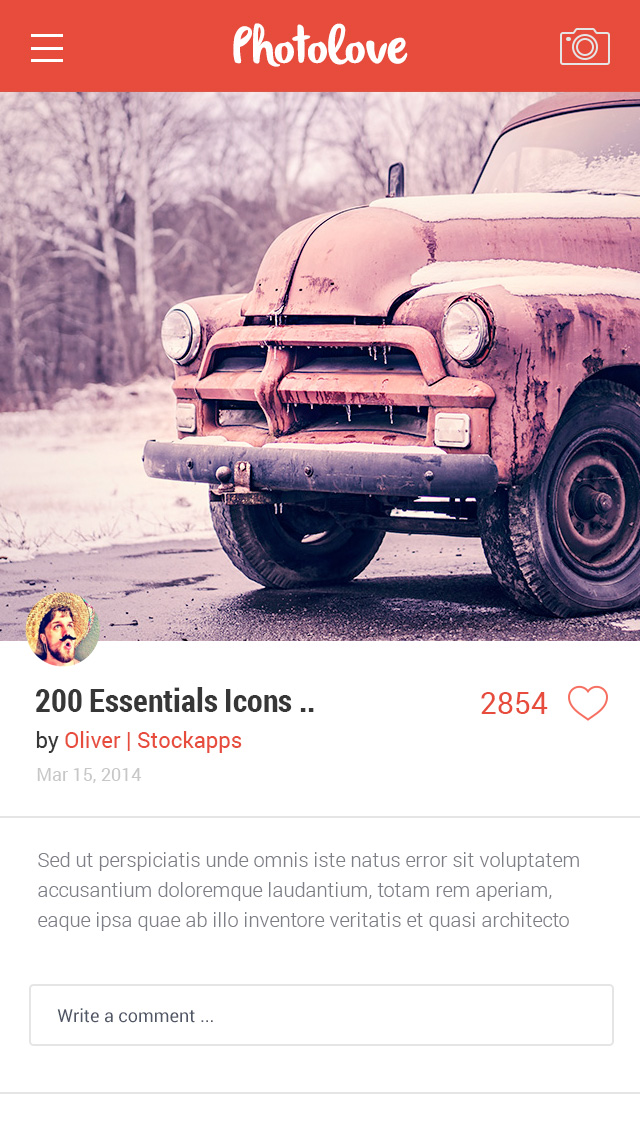 Photolove
200 Essentials Icons ..
2854
by Oliver | Stockapps
Mar 15, 2014
Sed ut perspiciatis unde omnis iste natus error sit voluptatem
accusantium doloremque laudantium, totam rem aperiam,
eaque ipsa quae ab illo inventore veritatis et quasi architecto
Write a comment ...